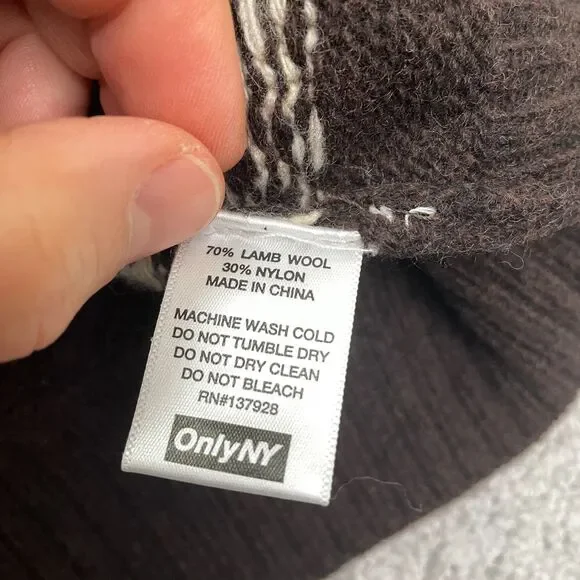 70% LAMB WOOL
30% NYLON
MADE IN CHINA
MACHINE WASH COLD
DO NOT TUMBLE DRY
DO NOT DRY CLEAN
DO NOT BLEACH
RN#137928
OnlyNY